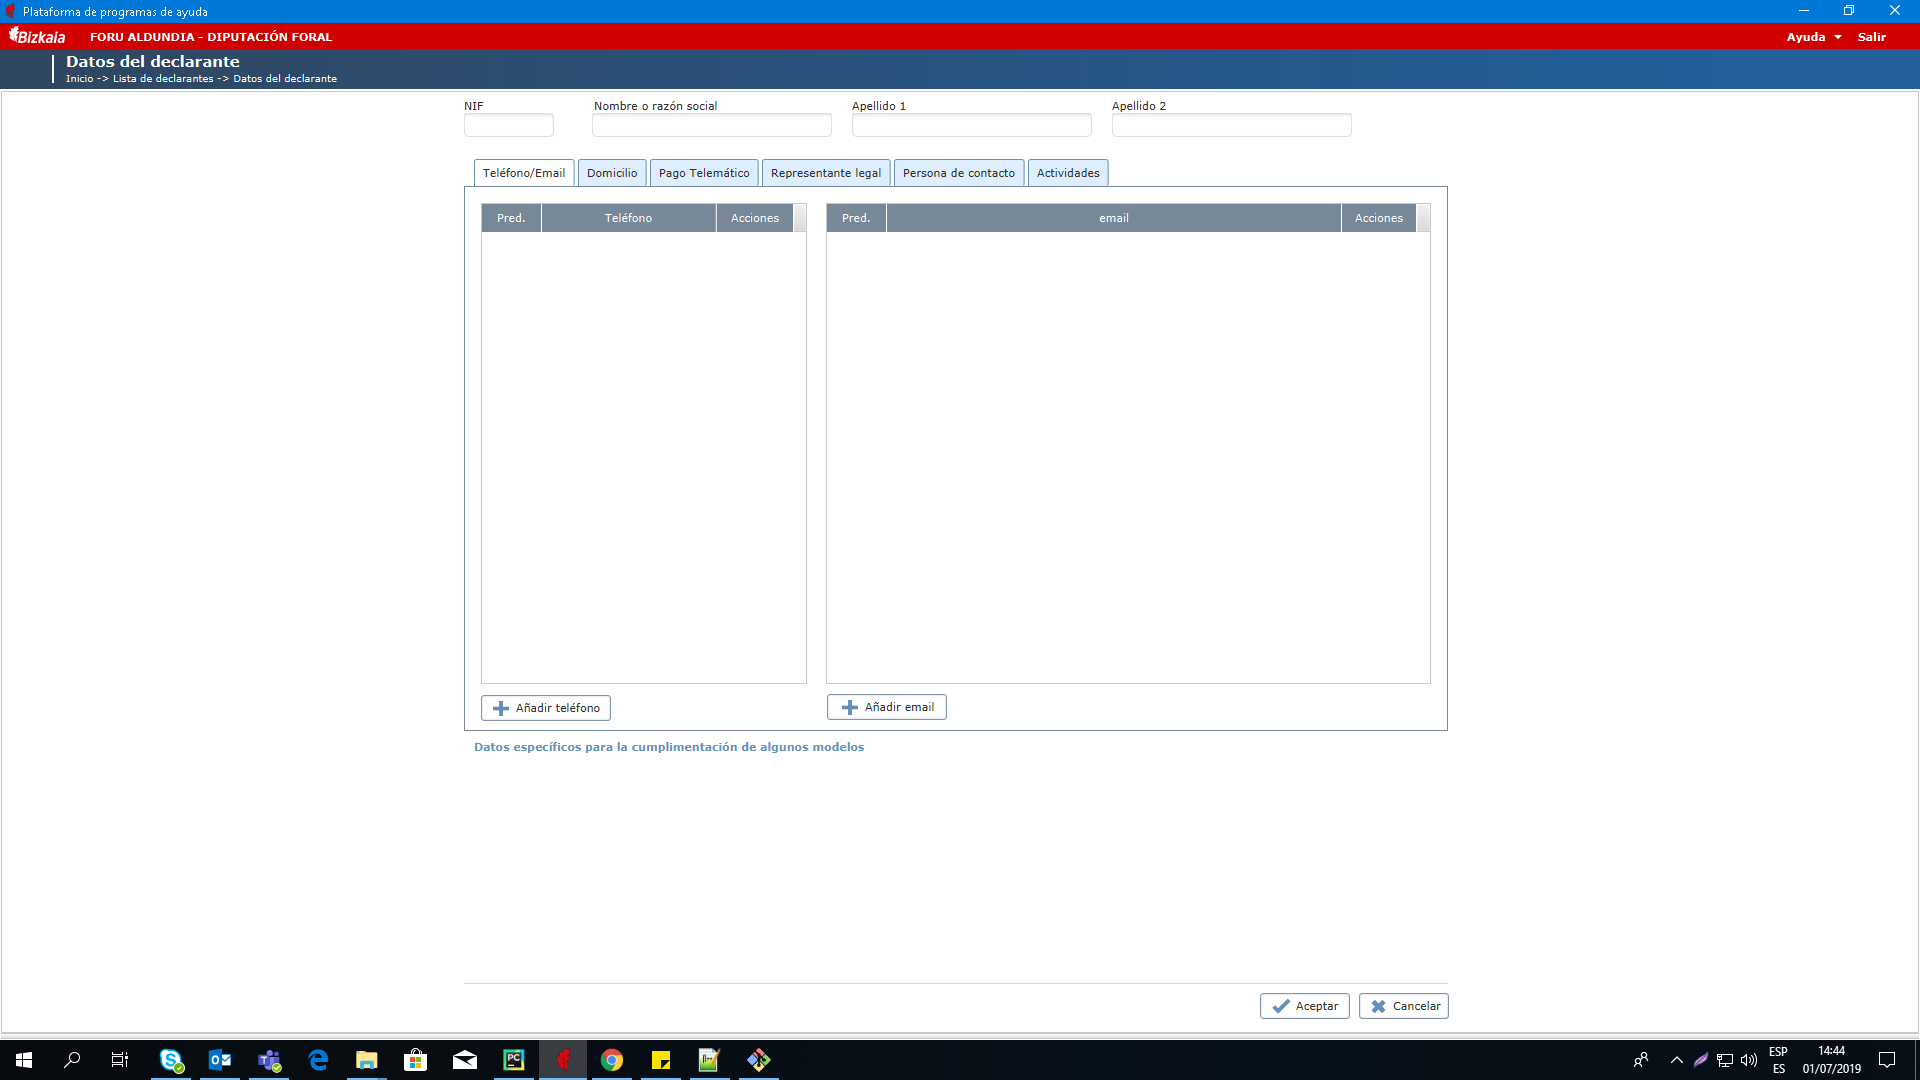 Plataforma de programas de ayuda
Bizkaia FORU ALDUNDIA - DIPUTACIÓN FORAL Ayuda Salir
Datos del declarante
Inicio -> Lista de declarantes -> Datos del declarante
NIF Nombre o razón social Apellido 1 Apellido 2
Teléfono/Email Domicilio Pago Telemático Representante legal Persona de contacto Actividades
Pred. Teléfono Acciones Pred. email Acciones
Añadir teléfono Añadir email
Datos específicos para la cumplimentación de algunos modelos
Aceptar Cancelar
ESP 14:44
ES 01/07/2019